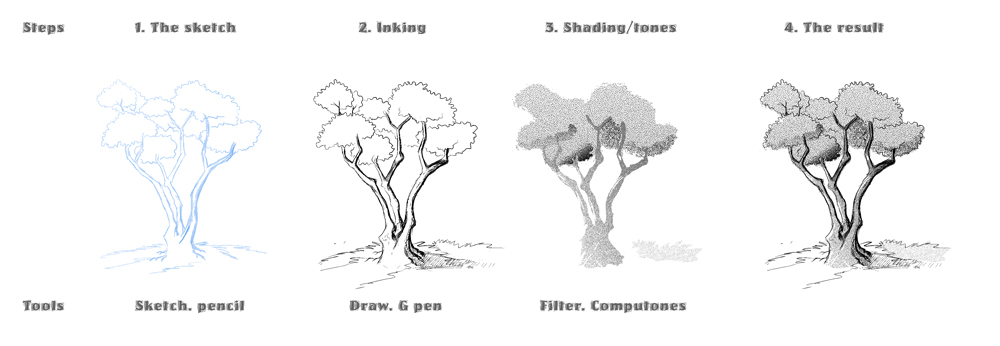 Steps
1. The sketch
2. Inking
3. Shading/tones
4. The result
Tools
Sketch. pencil
Draw. G pen
Filter. Computones